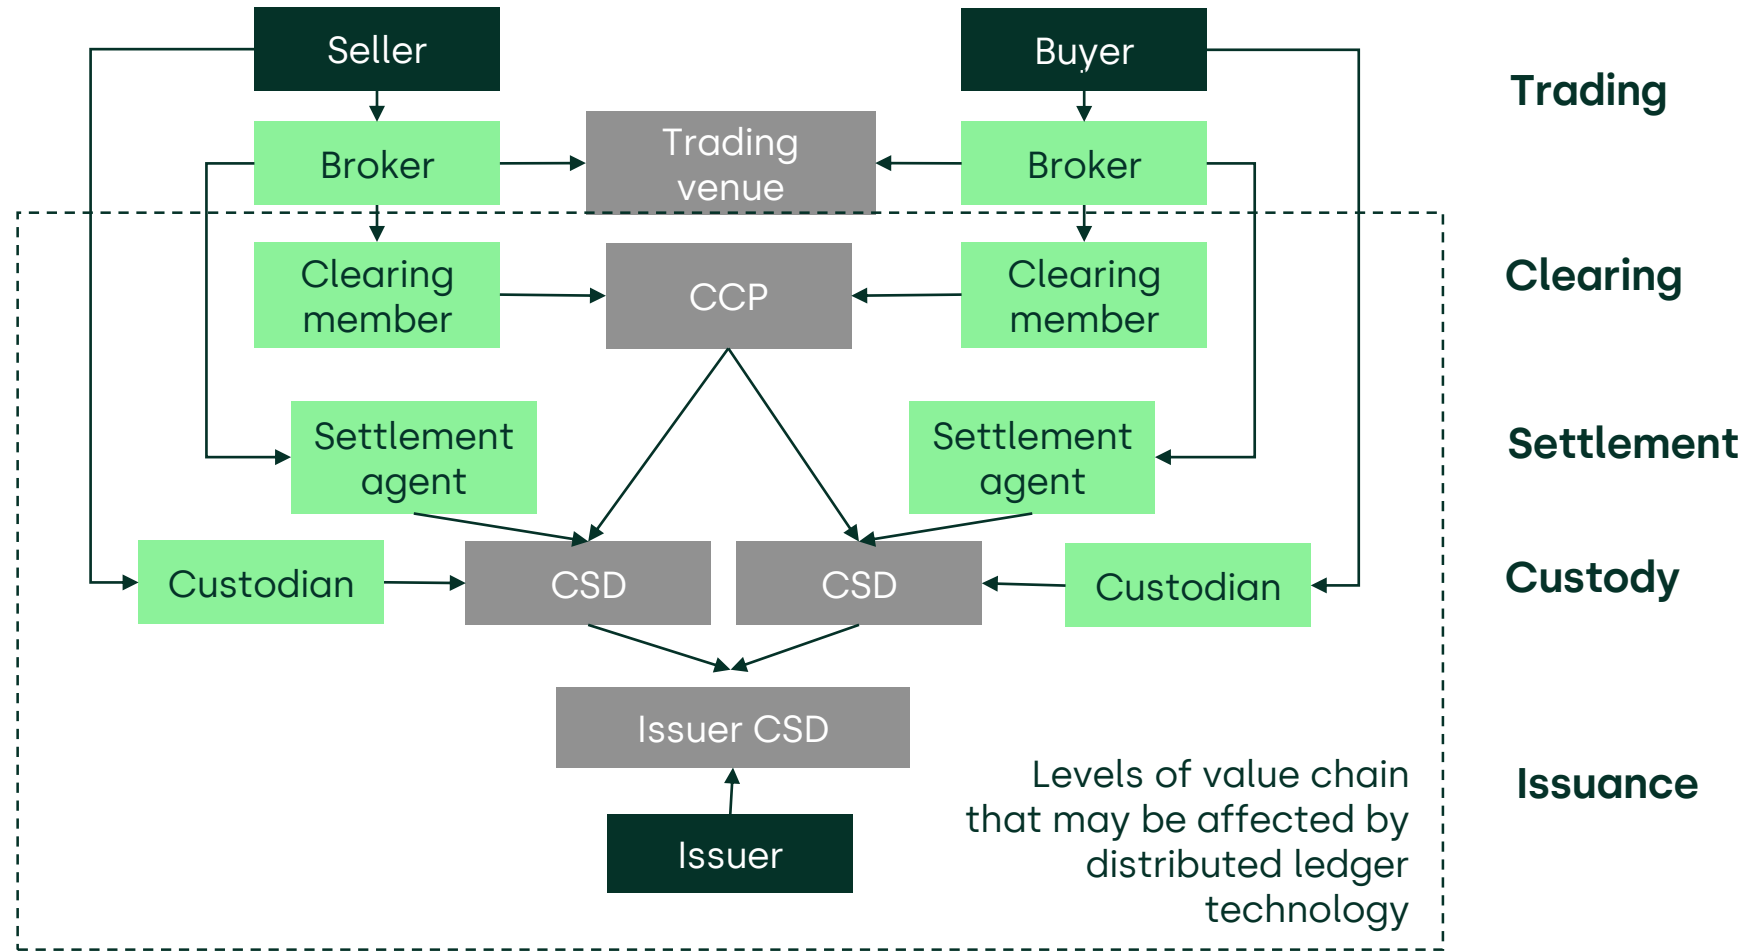 Seller
Buyer
Trading
Broker
Trading
venue
Broker
Clearing
member
CCP
Clearing
member
Clearing
Settlement
agent
Settlement
agent
Settlement
Custodian
CSD
CSD
Custodian
Custody
Issuer CSD
Issuer
Levels of value chain
that may be affected by
distributed ledger
technology
Issuance